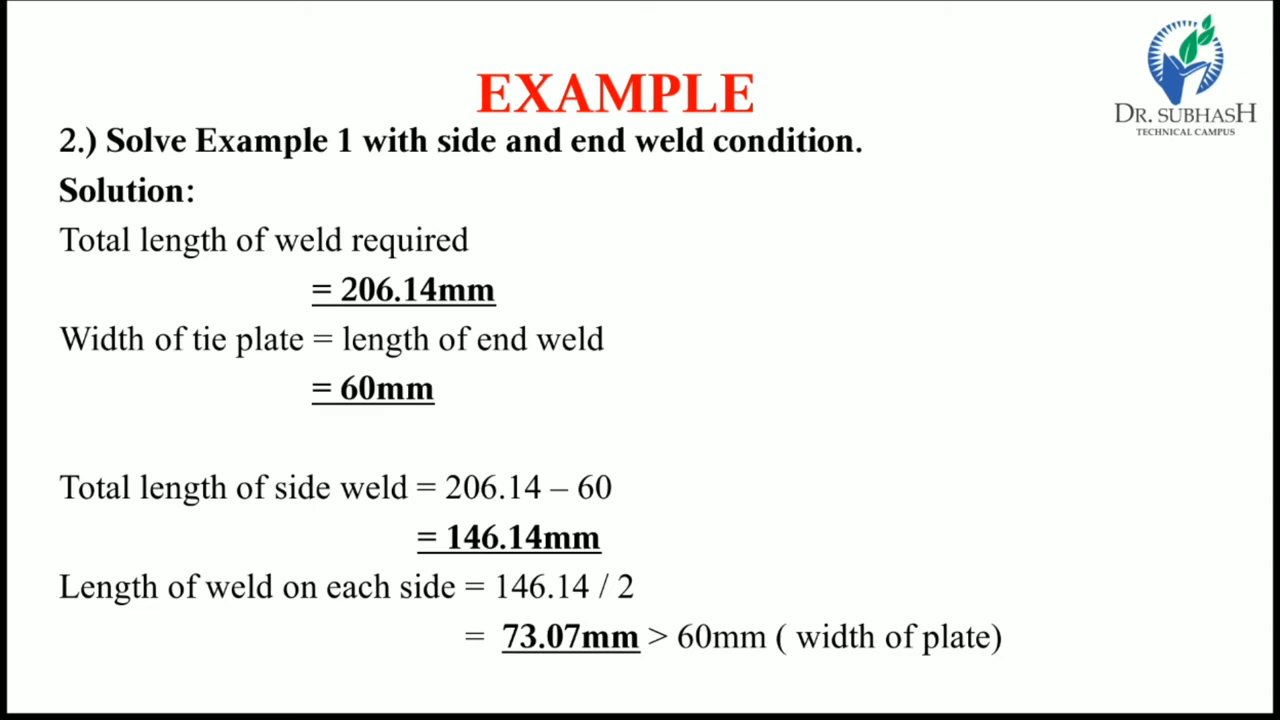 DR. SUBHASH
TECHNICAL CAMPUS
EXAMPLE
2.) Solve Example 1 with side and end weld condition.
Solution:
Total length of weld required
= 206.14mm
Width of tie plate = length of end weld
= 60mm
Total length of side weld = 206.14 – 60
= 146.14mm
Length of weld on each side = 146.14 / 2
= 73.07mm > 60mm ( width of plate)